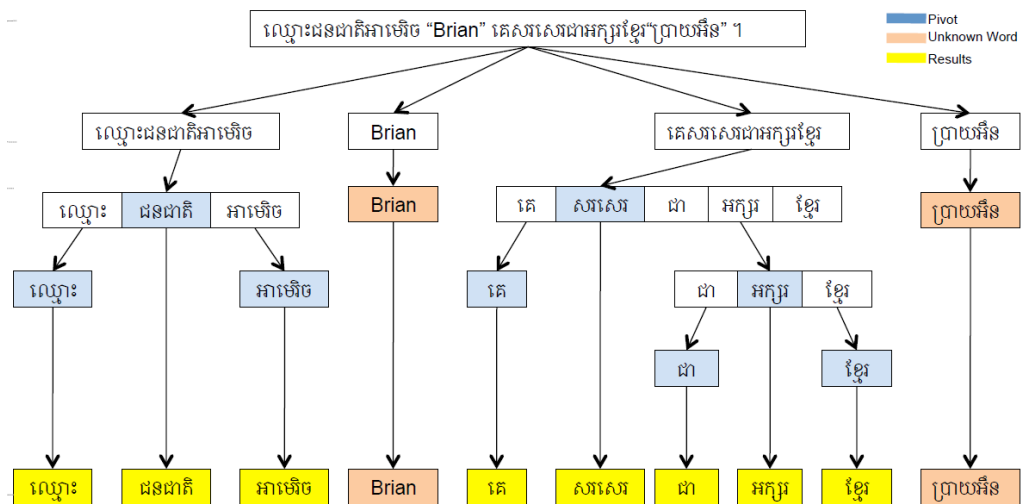 ឈ្មោះជនជាតិអាមេរិច “Brian” គេសរសេរជាអក្សរខ្មែរ“ប្រាយអឹន” ។
Pivot
Unknown Word
Results
ឈ្មោះជនជាតិអាមេរិច Brian គេសរសេរជាអក្សរខ្មែរ ប្រាយអឹន
ឈ្មោះ ជនជាតិ អាមេរិច Brian គេ សរសេរ ជា អក្សរ ខ្មែរ ប្រាយអឹន
ឈ្មោះ អាមេរិច គេ ជា អក្សរ ខ្មែរ
ជា ខ្មែរ
ឈ្មោះ ជនជាតិ អាមេរិច Brian គេ សរសេរ ជា អក្សរ ខ្មែរ ប្រាយអឹន